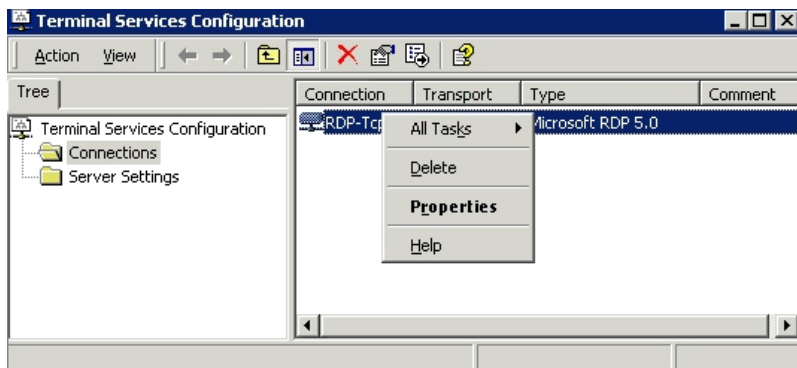 Terminal Services Configuration
Action View
Tree
Connection Transport Type Comment
Terminal Services Configuration
Connections
Server Settings
RDP-Tcp Microsoft RDP 5.0
All Tasks
Delete
Properties
Help